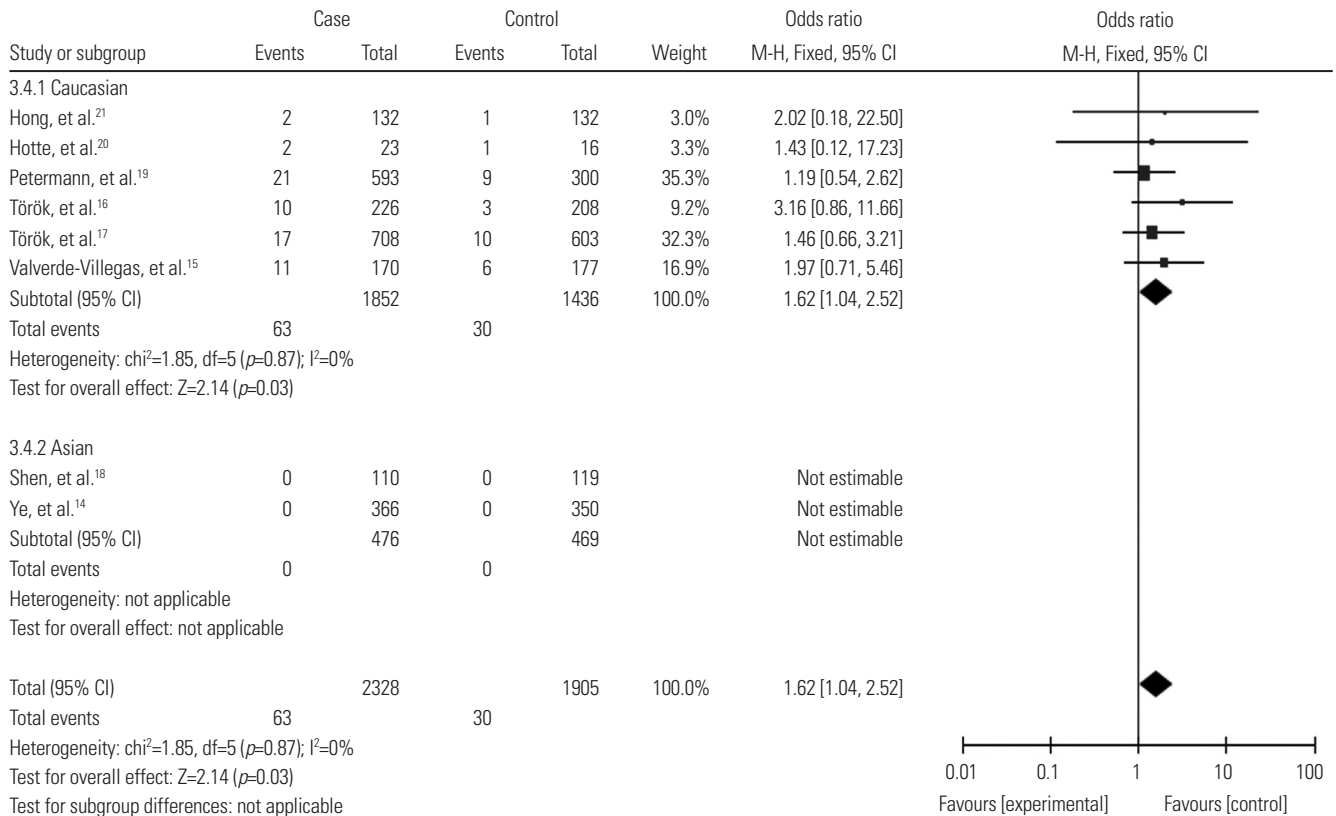 Case Control Odds ratio Odds ratio
Study or subgroup Events Total Events Total Weight M-H, Fixed, 95% CI M-H, Fixed, 95% CI
3.4.1 Caucasian
Hong, et al.²¹ 2 132 1 132 3.0% 2.02 [0.18, 22.50]
Hotte, et al.²⁰ 2 23 1 16 3.3% 1.43 [0.12, 17.23]
Petermann, et al.¹⁹ 21 593 9 300 35.3% 1.19 [0.54, 2.62]
Török, et al.¹⁶ 10 226 3 208 9.2% 3.16 [0.86, 11.66]
Török, et al.¹⁷ 17 708 10 603 32.3% 1.46 [0.66, 3.21]
Valverde-Villegas, et al.¹⁵ 11 170 6 177 16.9% 1.97 [0.71, 5.46]
Subtotal (95% CI) 1852 1436 100.0% 1.62 [1.04, 2.52]
Total events 63 30
Heterogeneity: chi²=1.85, df=5 (p=0.87); I²=0%
Test for overall effect: Z=2.14 (p=0.03)
3.4.2 Asian
Shen, et al.¹⁸ 0 110 0 119 Not estimable
Ye, et al.¹⁴ 0 366 0 350 Not estimable
Subtotal (95% CI) 476 469 Not estimable
Total events 0 0
Heterogeneity: not applicable
Test for overall effect: not applicable
Total (95% CI) 2328 1905 100.0% 1.62 [1.04, 2.52]
Total events 63 30
Heterogeneity: chi²=1.85, df=5 (p=0.87); I²=0%
Test for overall effect: Z=2.14 (p=0.03)
Test for subgroup differences: not applicable
0.01 0.1 1 10 100
Favours [experimental] Favours [control]